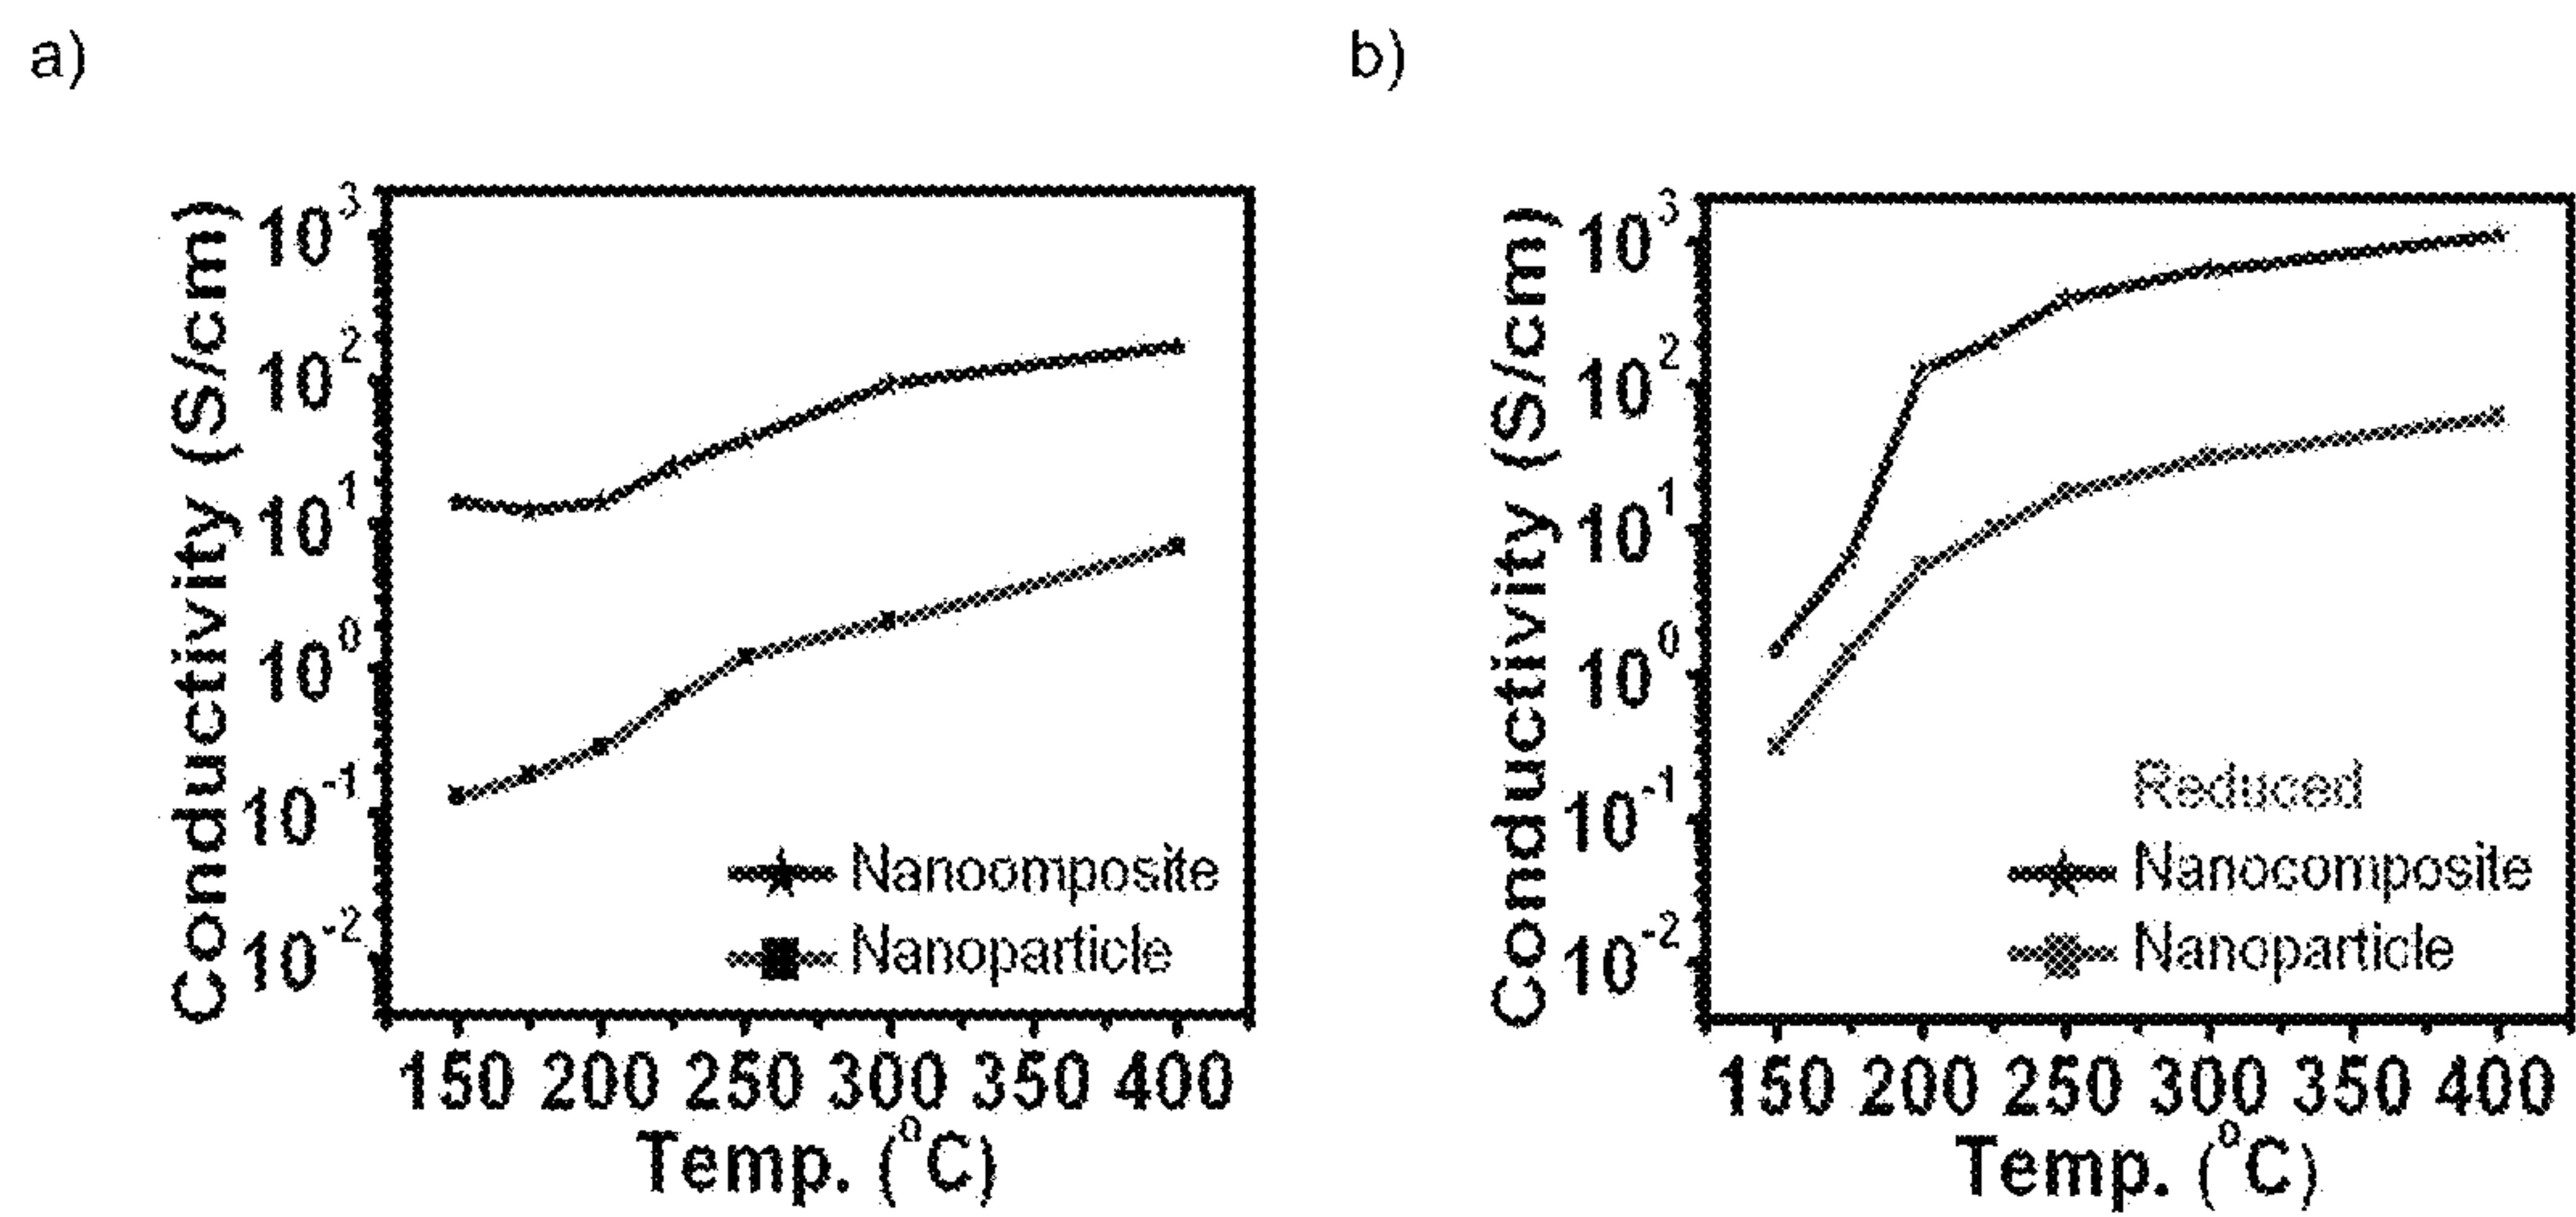 a)
Conductivity (S/cm)
10^3
10^2
10^1
10^0
10^-1
10^-2
Nanoomposite
Nanoparticle
150 200 250 300 350 400
Temp. (°C)
b)
Conductivity (S/cm)
10^3
10^2
10^1
10^0
10^-1
10^-2
Reduced
Nanocomposite
Nanoparticle
150 200 250 300 350 400
Temp. (°C)